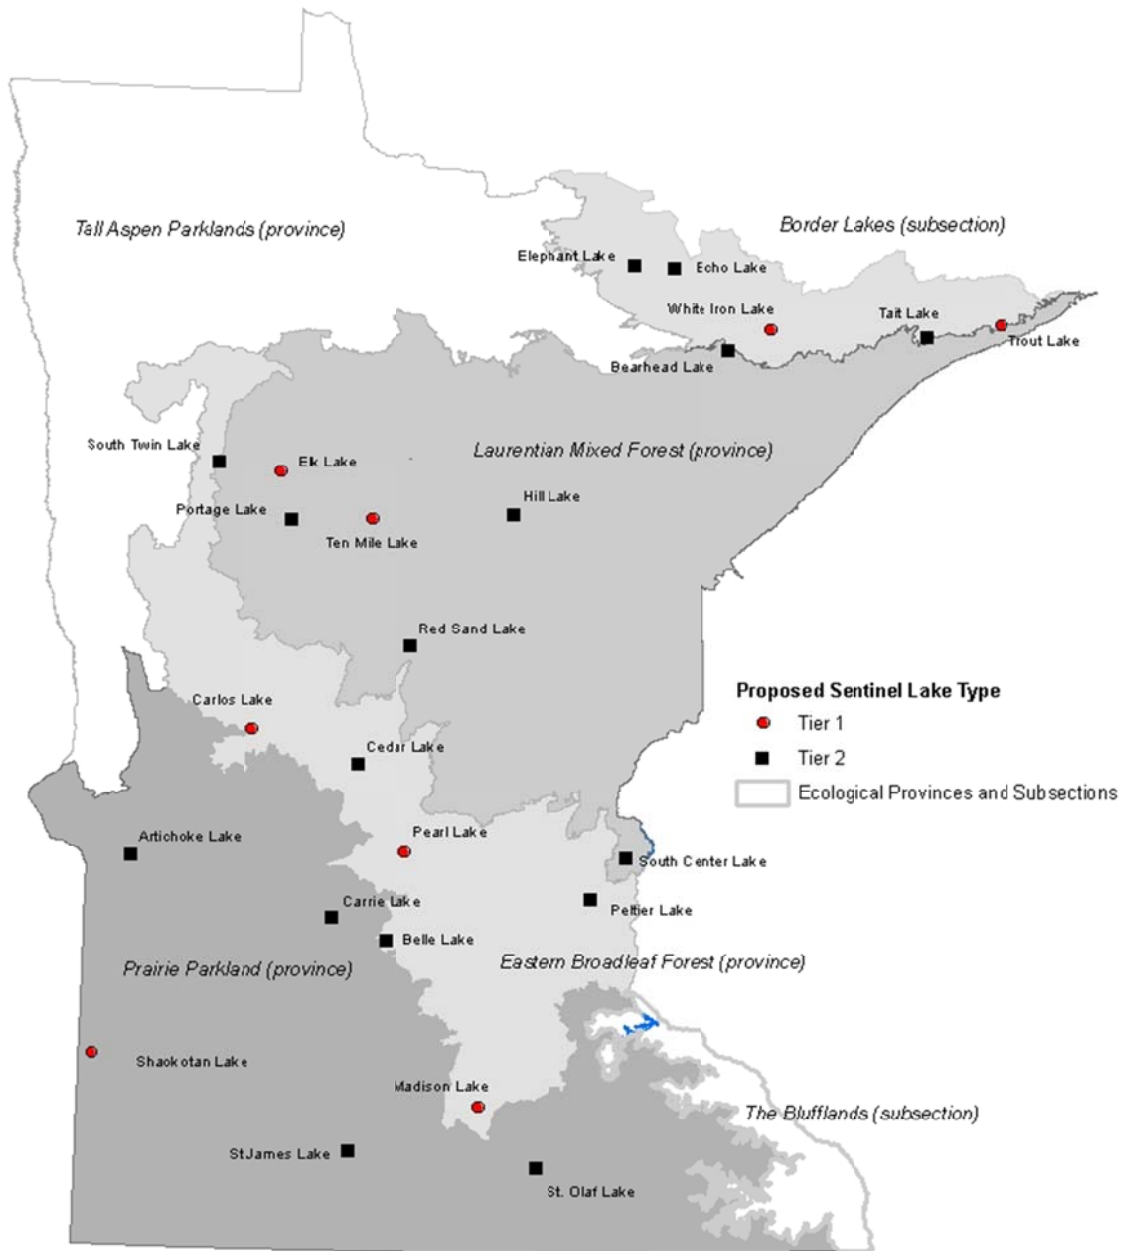 Tall Aspen Parklands (province)
Border Lakes (subsection)
Elephant Lake
Echo Lake
White Iron Lake
Tait Lake
Trout Lake
Bearhead Lake
South Twin Lake
Elk Lake
Laurentian Mixed Forest (province)
Portage Lake
Hill Lake
Ten Mile Lake
Red Sand Lake
Carlos Lake
Cedar Lake
Proposed Sentinel Lake Type
Tier 1
Tier 2
Ecological Provinces and Subsections
Artichoke Lake
Pearl Lake
South Center Lake
Carrie Lake
Peltier Lake
Belle Lake
Prairie Parkland (province)
Eastern Broadleaf Forest (province)
Shaokotan Lake
Madison Lake
The Blufflands (subsection)
St James Lake
St. Olaf Lake